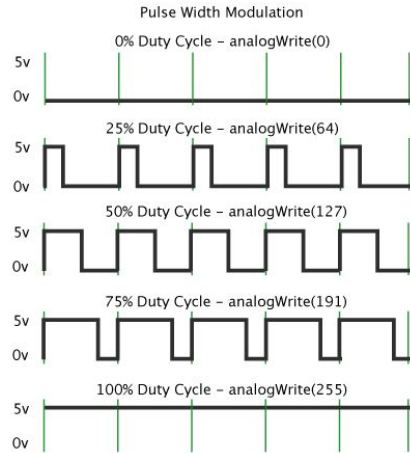 Pulse Width Modulation
0% Duty Cycle – analogWrite(0)
5v
0v
25% Duty Cycle – analogWrite(64)
5v
0v
50% Duty Cycle – analogWrite(127)
5v
0v
75% Duty Cycle – analogWrite(191)
5v
0v
100% Duty Cycle – analogWrite(255)
5v
0v